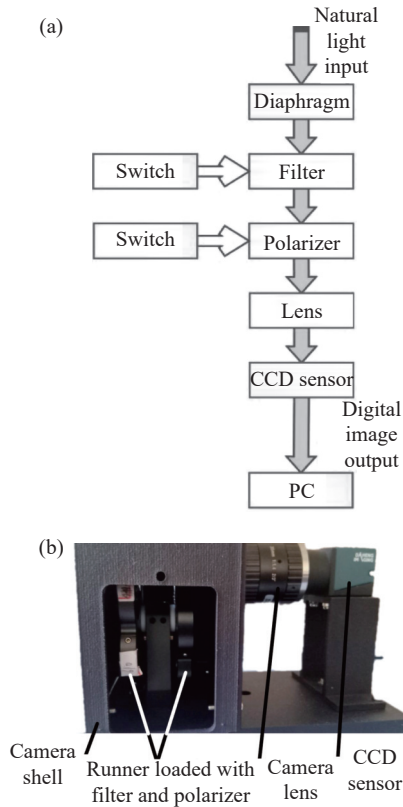 (a)
Natural
light
input
Diaphragm
Switch
Filter
Switch
Polarizer
Lens
CCD sensor
Digital
image
output
PC
(b)
Camera
shell
Runner loaded with
filter and polarizer
Camera
lens
CCD
sensor